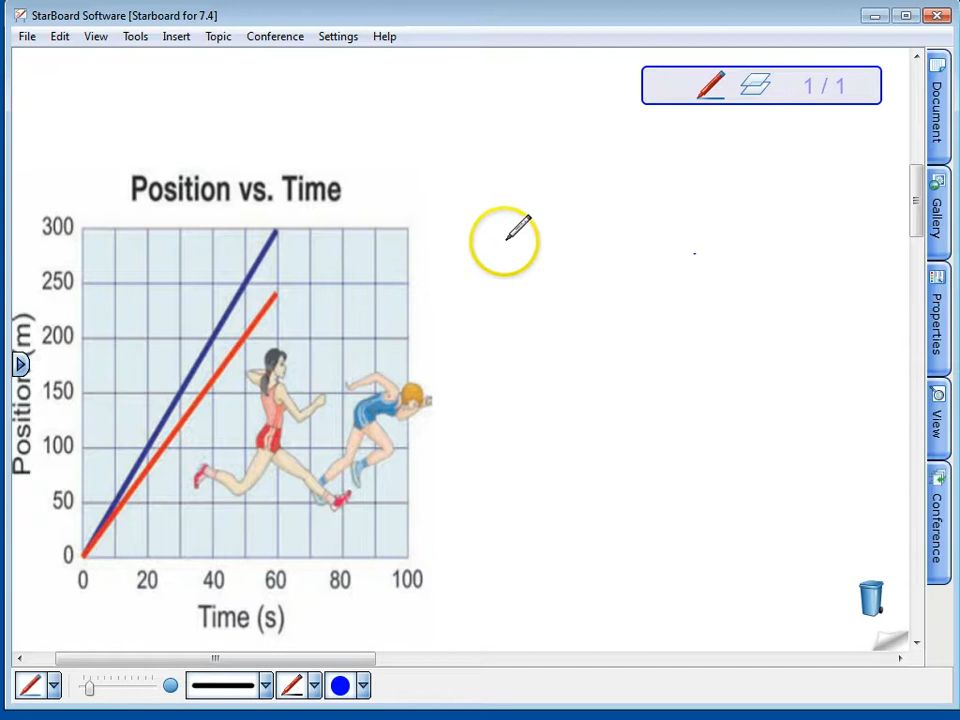 StarBoard Software [Starboard for 7.4]
File Edit View Tools Insert Topic Conference Settings Help
1 / 1
Document
Gallery
Properties
View
Conference
Position vs. Time
Position (m)
300
250
200
150
100
50
0
0 20 40 60 80 100
Time (s)